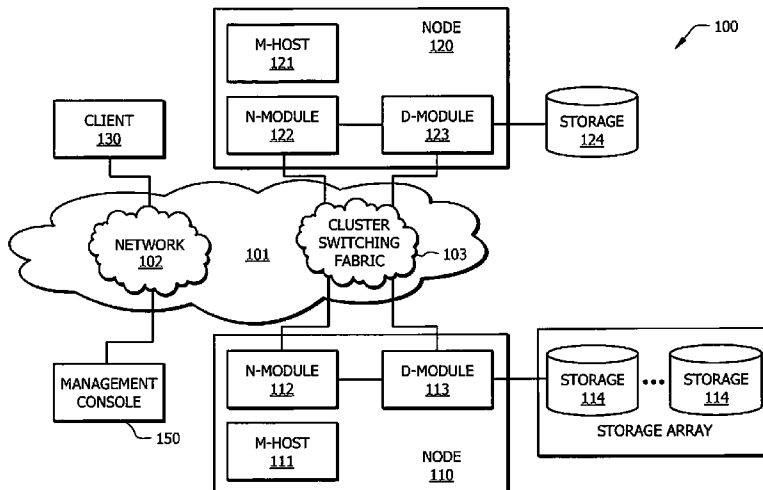 NODE
120
100
M-HOST
121
CLIENT
130
N-MODULE
122
D-MODULE
123
STORAGE
124
NETWORK
102
101
CLUSTER
SWITCHING
FABRIC
103
MANAGEMENT
CONSOLE
150
N-MODULE
112
D-MODULE
113
STORAGE
114
•••
STORAGE
114
STORAGE ARRAY
M-HOST
111
NODE
110